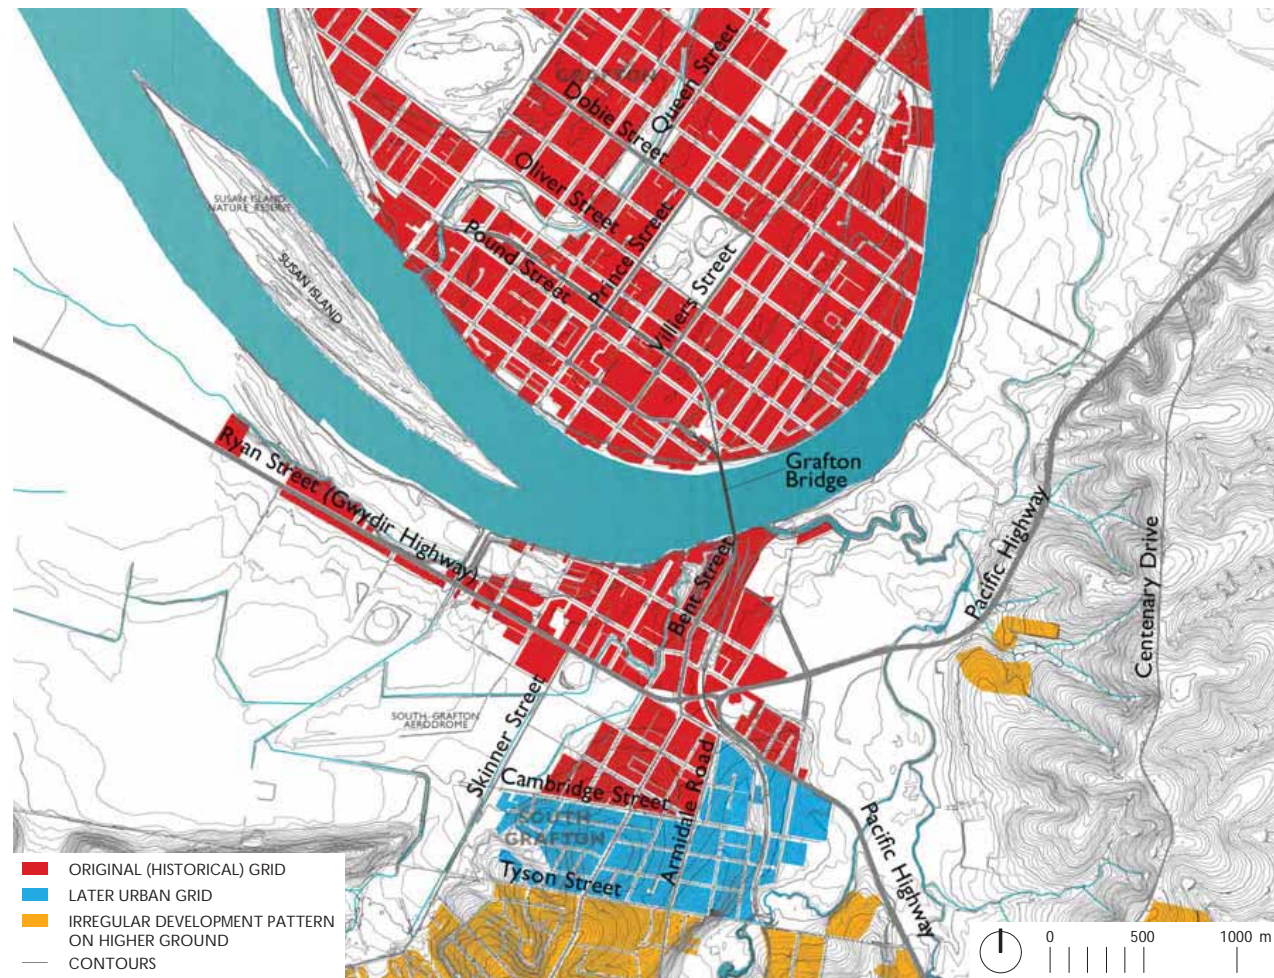 GRAFTON
Dobie Street
Queen Street
Oliver Street
SUSAN ISLAND
NATURE RESERVE
SUSAN ISLAND
Pound Street
Prince Street
Villiers Street
Grafton
Bridge
Ryan Street (Gwydir Highway)
Bent Street
Pacific Highway
Centenary Drive
SOUTH GRAFTON
AERODROME
Skinner Street
Cambridge Street
Armidale Road
SOUTH
GRAFTON
Tyson Street
Pacific Highway
ORIGINAL (HISTORICAL) GRID
LATER URBAN GRID
IRREGULAR DEVELOPMENT PATTERN
ON HIGHER GROUND
CONTOURS
0 500 1000 m